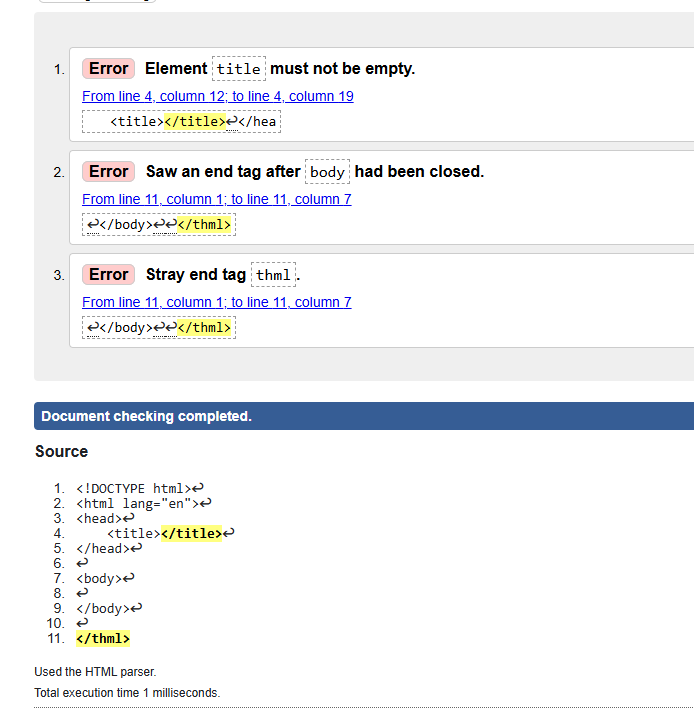 1. Error Element title must not be empty.
From line 4, column 12; to line 4, column 19
<title></title>↩</hea
2. Error Saw an end tag after body had been closed.
From line 11, column 1; to line 11, column 7
↩</body>↩↩</thml>
3. Error Stray end tag thml.
From line 11, column 1; to line 11, column 7
↩</body>↩↩</thml>
Document checking completed.
Source
1. <!DOCTYPE html>↩
2. <html lang="en">↩
3. <head>↩
4. <title></title>↩
5. </head>↩
6. ↩
7. <body>↩
8. ↩
9. </body>↩
10. ↩
11. </thml>
Used the HTML parser.
Total execution time 1 milliseconds.